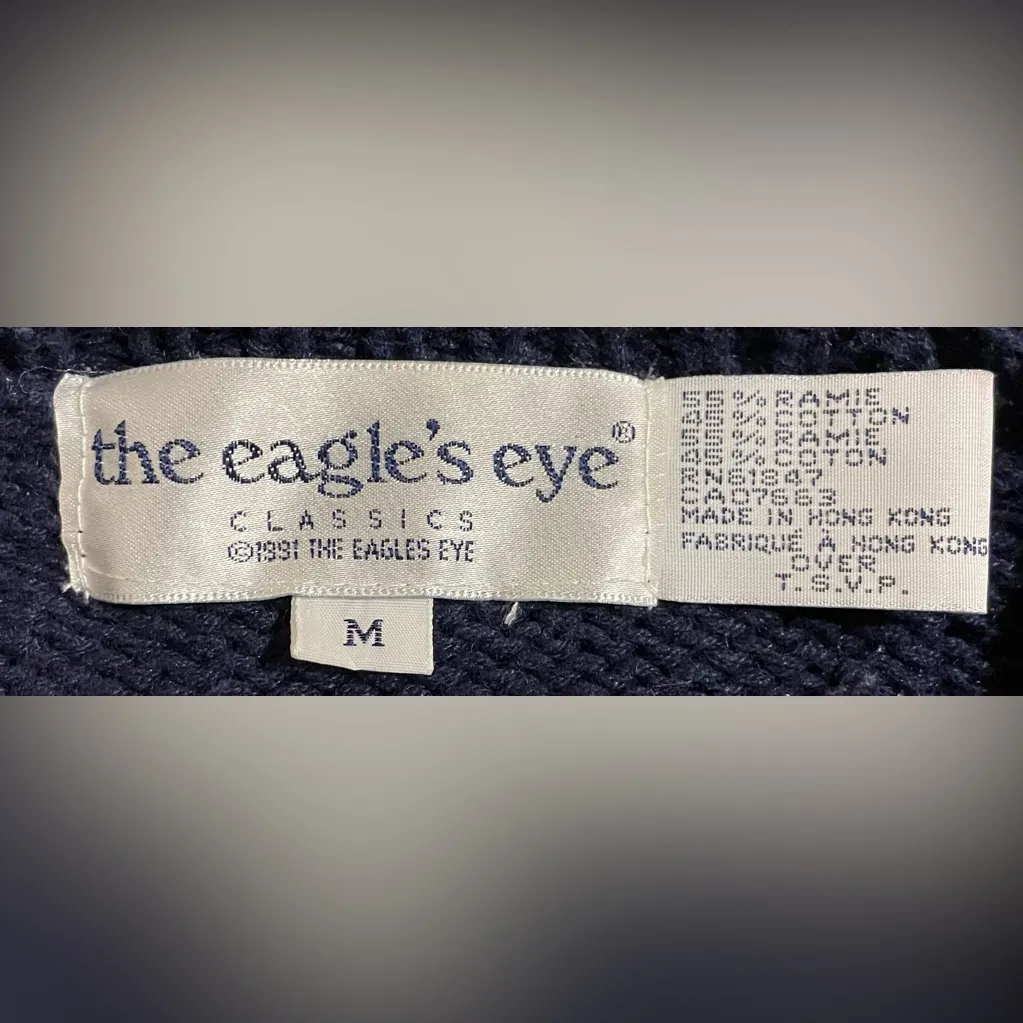 the eagle's eye®
CLASSICS
©1991 THE EAGLES EYE
M
55% RAMIE
45% COTTON
55% RAMIE
45% COTON
RN61847
CA07663
MADE IN HONG KONG
FABRIQUÉ A HONG KONG
OVER
T.S.V.P.